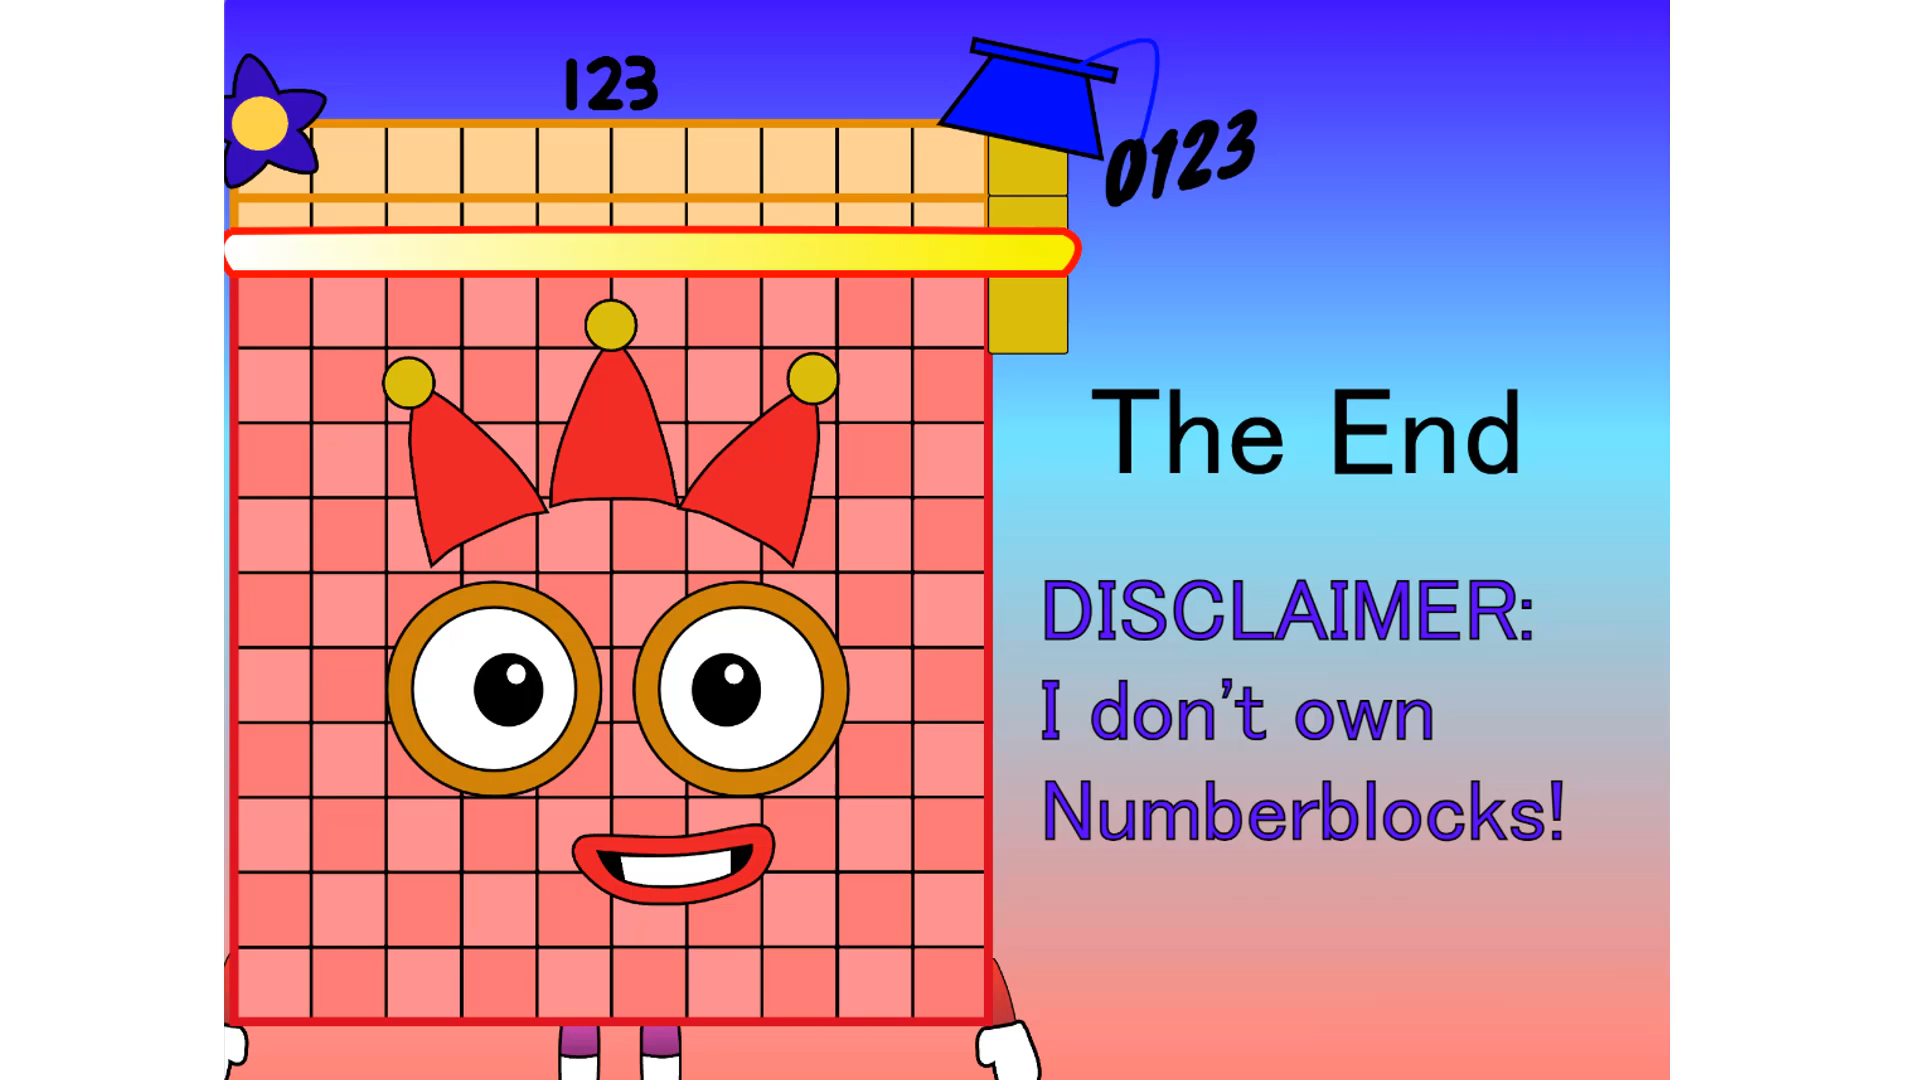 123
0123
The End
DISCLAIMER:
I don't own
Numberblocks!